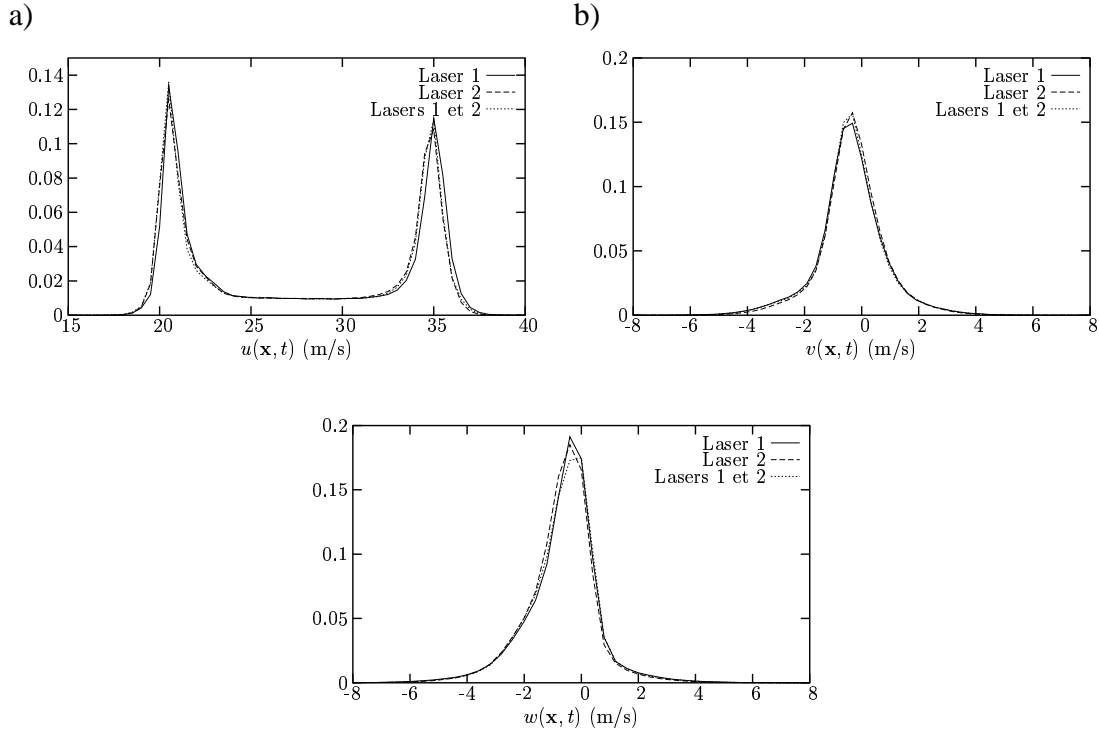 a)
b)
0.14
0.12
0.1
0.08
0.06
0.04
0.02
0
15 20 25 30 35 40
u(x, t) (m/s)
Laser 1
Laser 2
Lasers 1 et 2
0.2
0.15
0.1
0.05
0
-8 -6 -4 -2 0 2 4 6 8
v(x, t) (m/s)
Laser 1
Laser 2
Lasers 1 et 2
0.2
0.15
0.1
0.05
0
-8 -6 -4 -2 0 2 4 6 8
w(x, t) (m/s)
Laser 1
Laser 2
Lasers 1 et 2